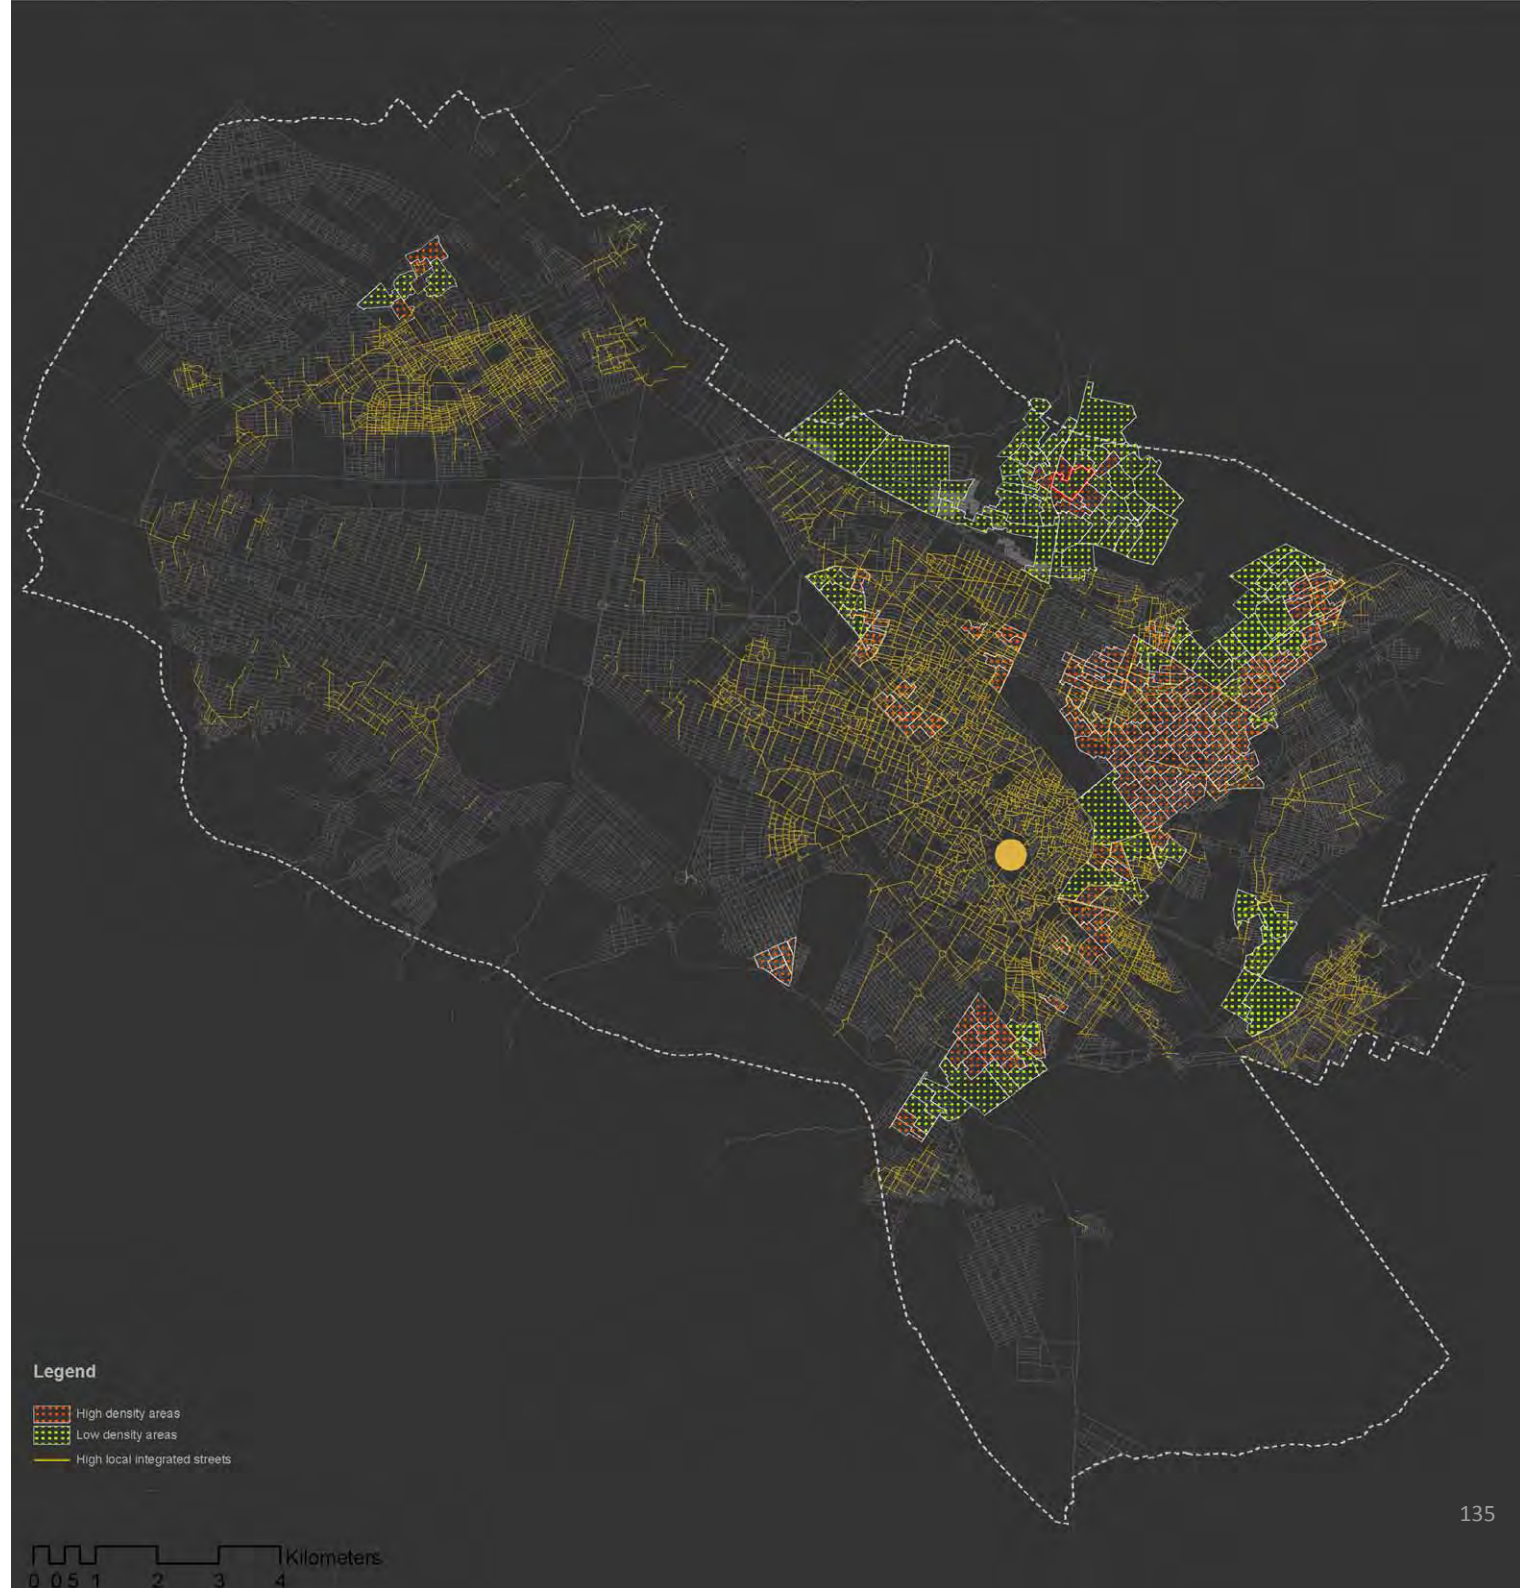 Legend
High density areas
Low density areas
High local integrated streets
135
Kilometers
0 0.5 1 2 3 4